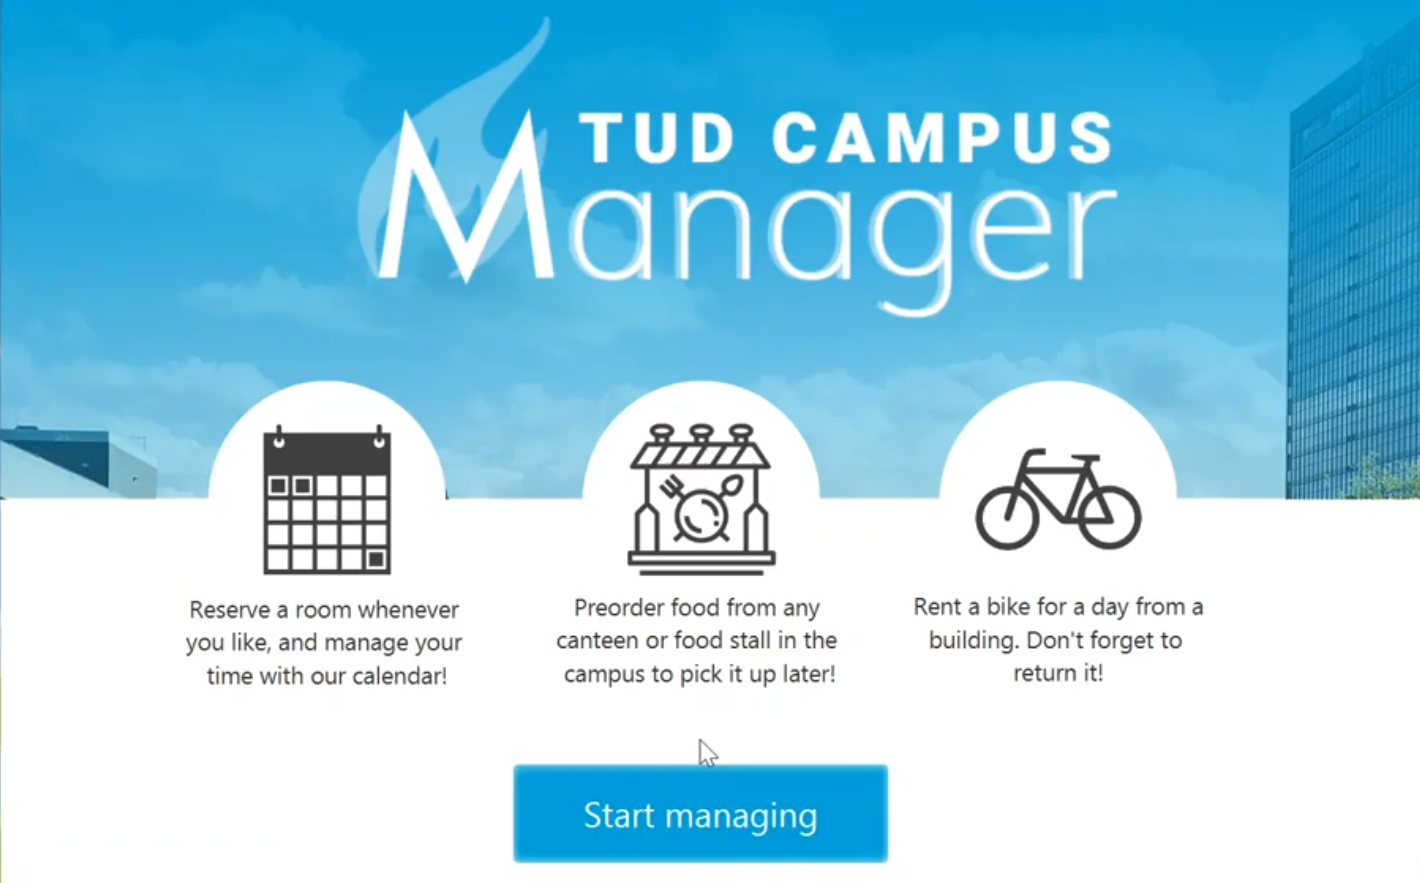 TUD CAMPUS
Manager
Reserve a room whenever
you like, and manage your
time with our calendar!
Preorder food from any
canteen or food stall in the
campus to pick it up later!
Rent a bike for a day from a
building. Don't forget to
return it!
Start managing